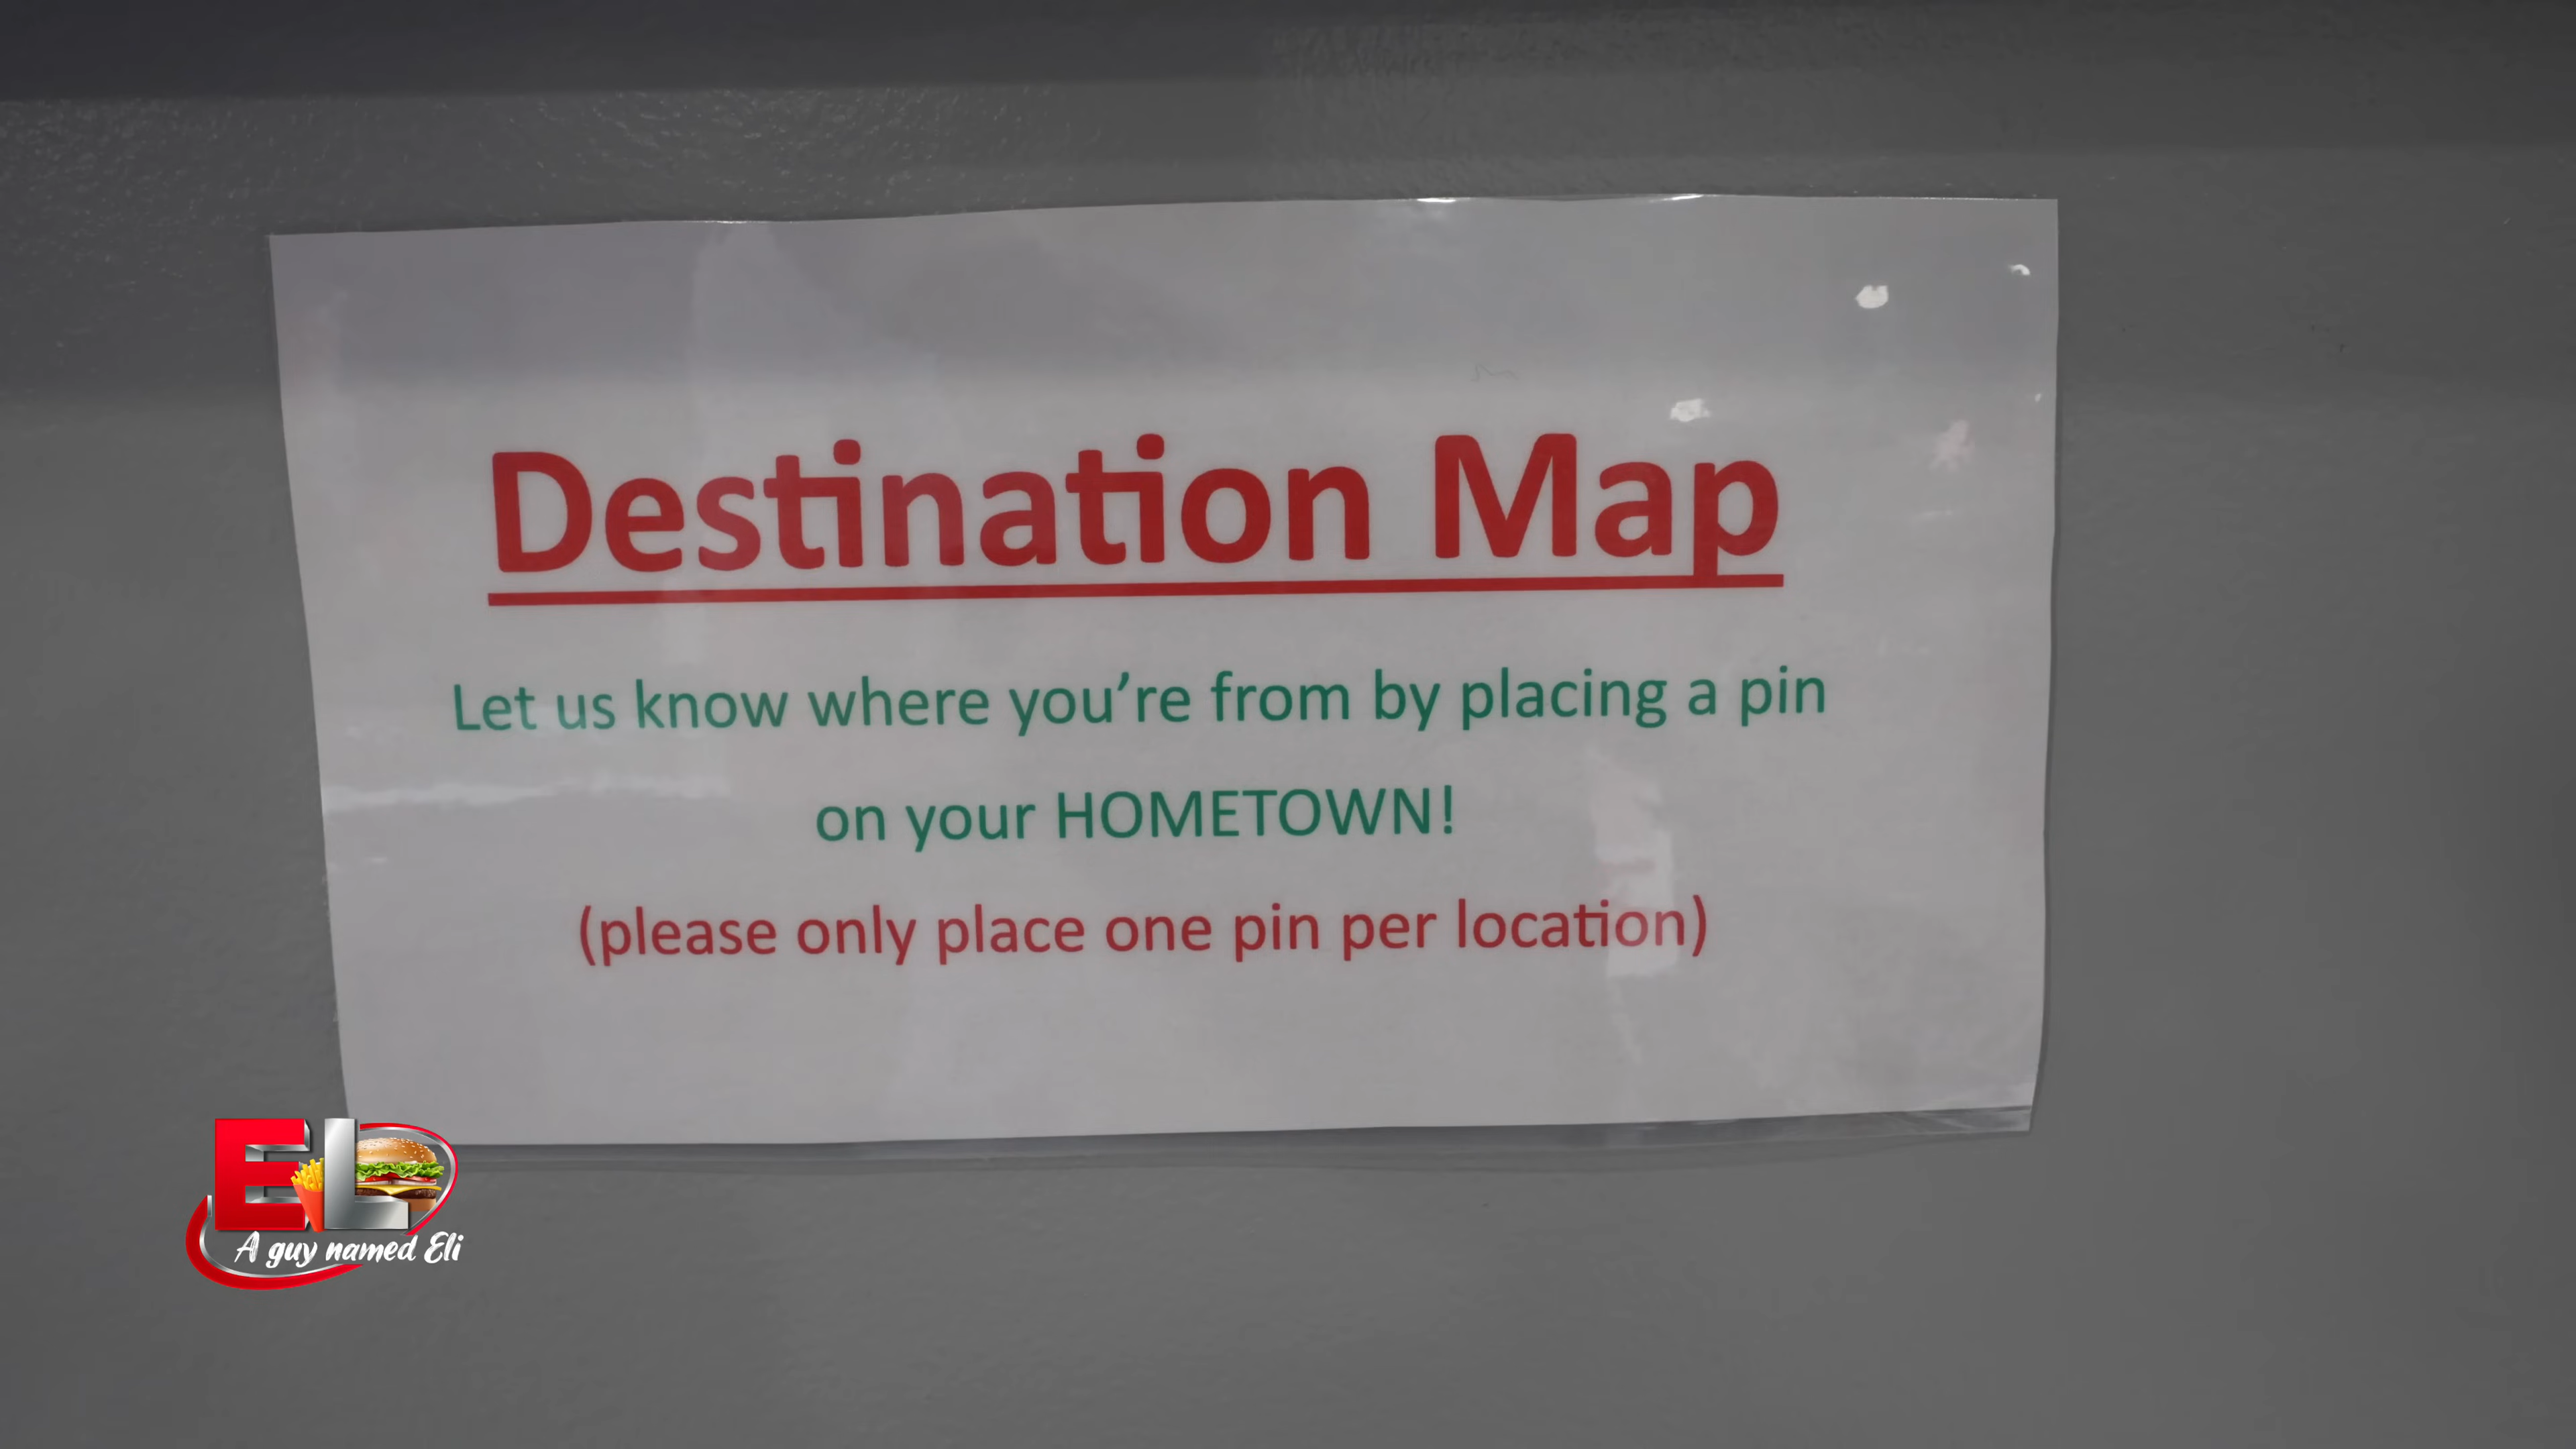 Destination Map
Let us know where you’re from by placing a pin
on your HOMETOWN!
(please only place one pin per location)
EL
A guy named Eli